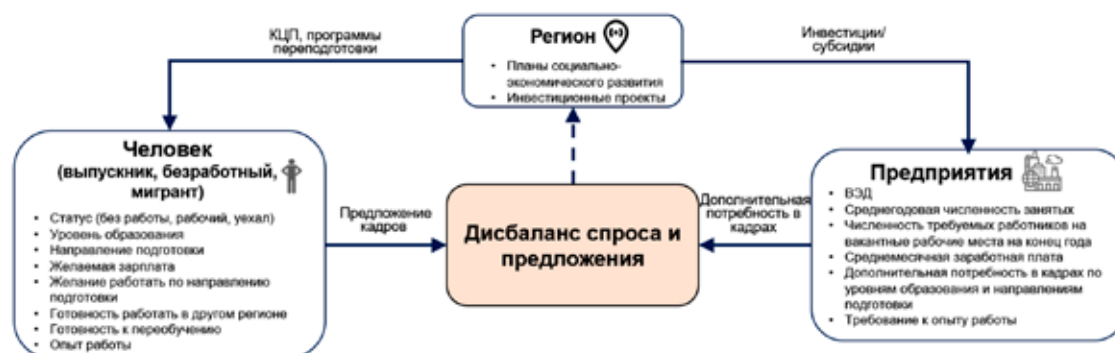 КЦП, программы
переподготовки
Регион
• Планы социально-
экономического развития
• Инвестиционные проекты
Инвестиции/
субсидии
Человек
(выпускник, безработный,
мигрант)
• Статус (без работы, рабочий, уехал)
• Уровень образования
• Направление подготовки
• Желаемая зарплата
• Желание работать по направлению
подготовки
• Готовность работать в другом регионе
• Готовность к переобучению
• Опыт работы
Предложение
кадров
Дисбаланс спроса и
предложения
Дополнительная
потребность в
кадрах
Предприятия
• ВЭД
• Среднегодовая численность занятых
• Численность требуемых работников на
вакантные рабочие места на конец года
• Среднемесячная заработная плата
• Дополнительная потребность в кадрах по
уровням образования и направлениям
подготовки
• Требование к опыту работы